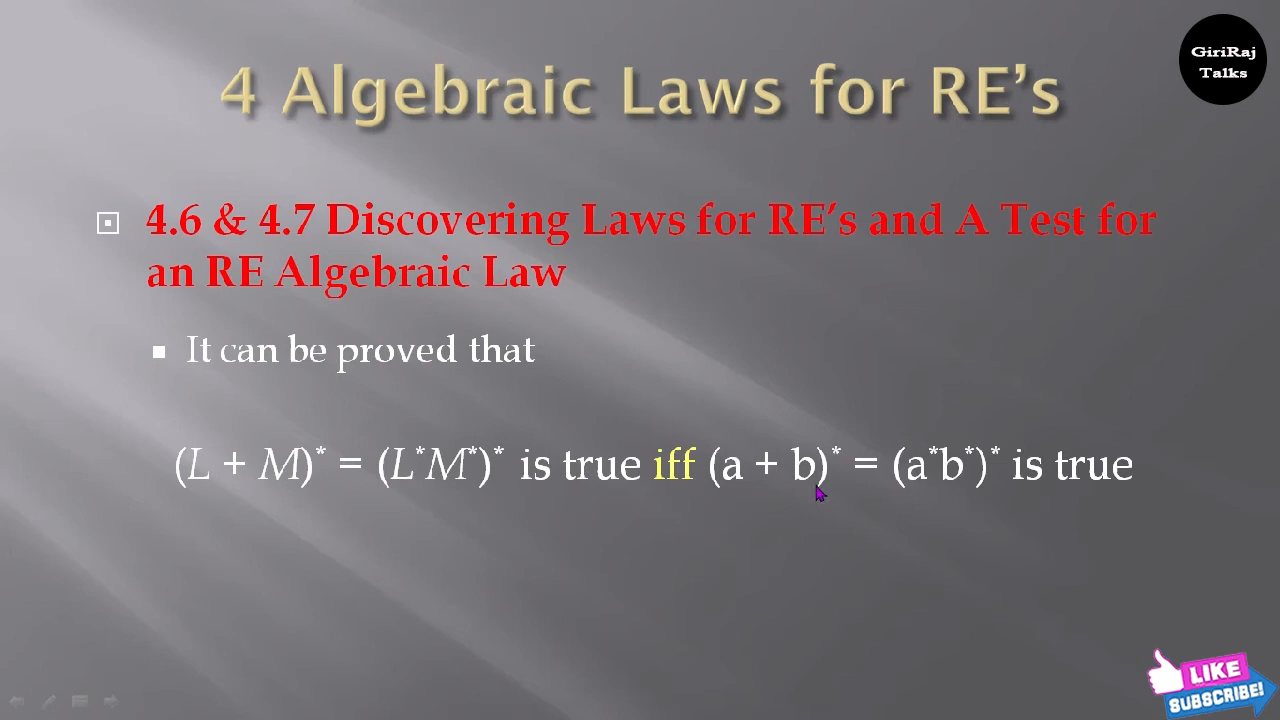 GiriRaj
Talks
4 Algebraic Laws for RE’s
4.6 & 4.7 Discovering Laws for RE’s and A Test for
an RE Algebraic Law
It can be proved that
(L + M)* = (L*M*)* is true iff (a + b)* = (a*b*)* is true
LIKE
SUBSCRIBE!